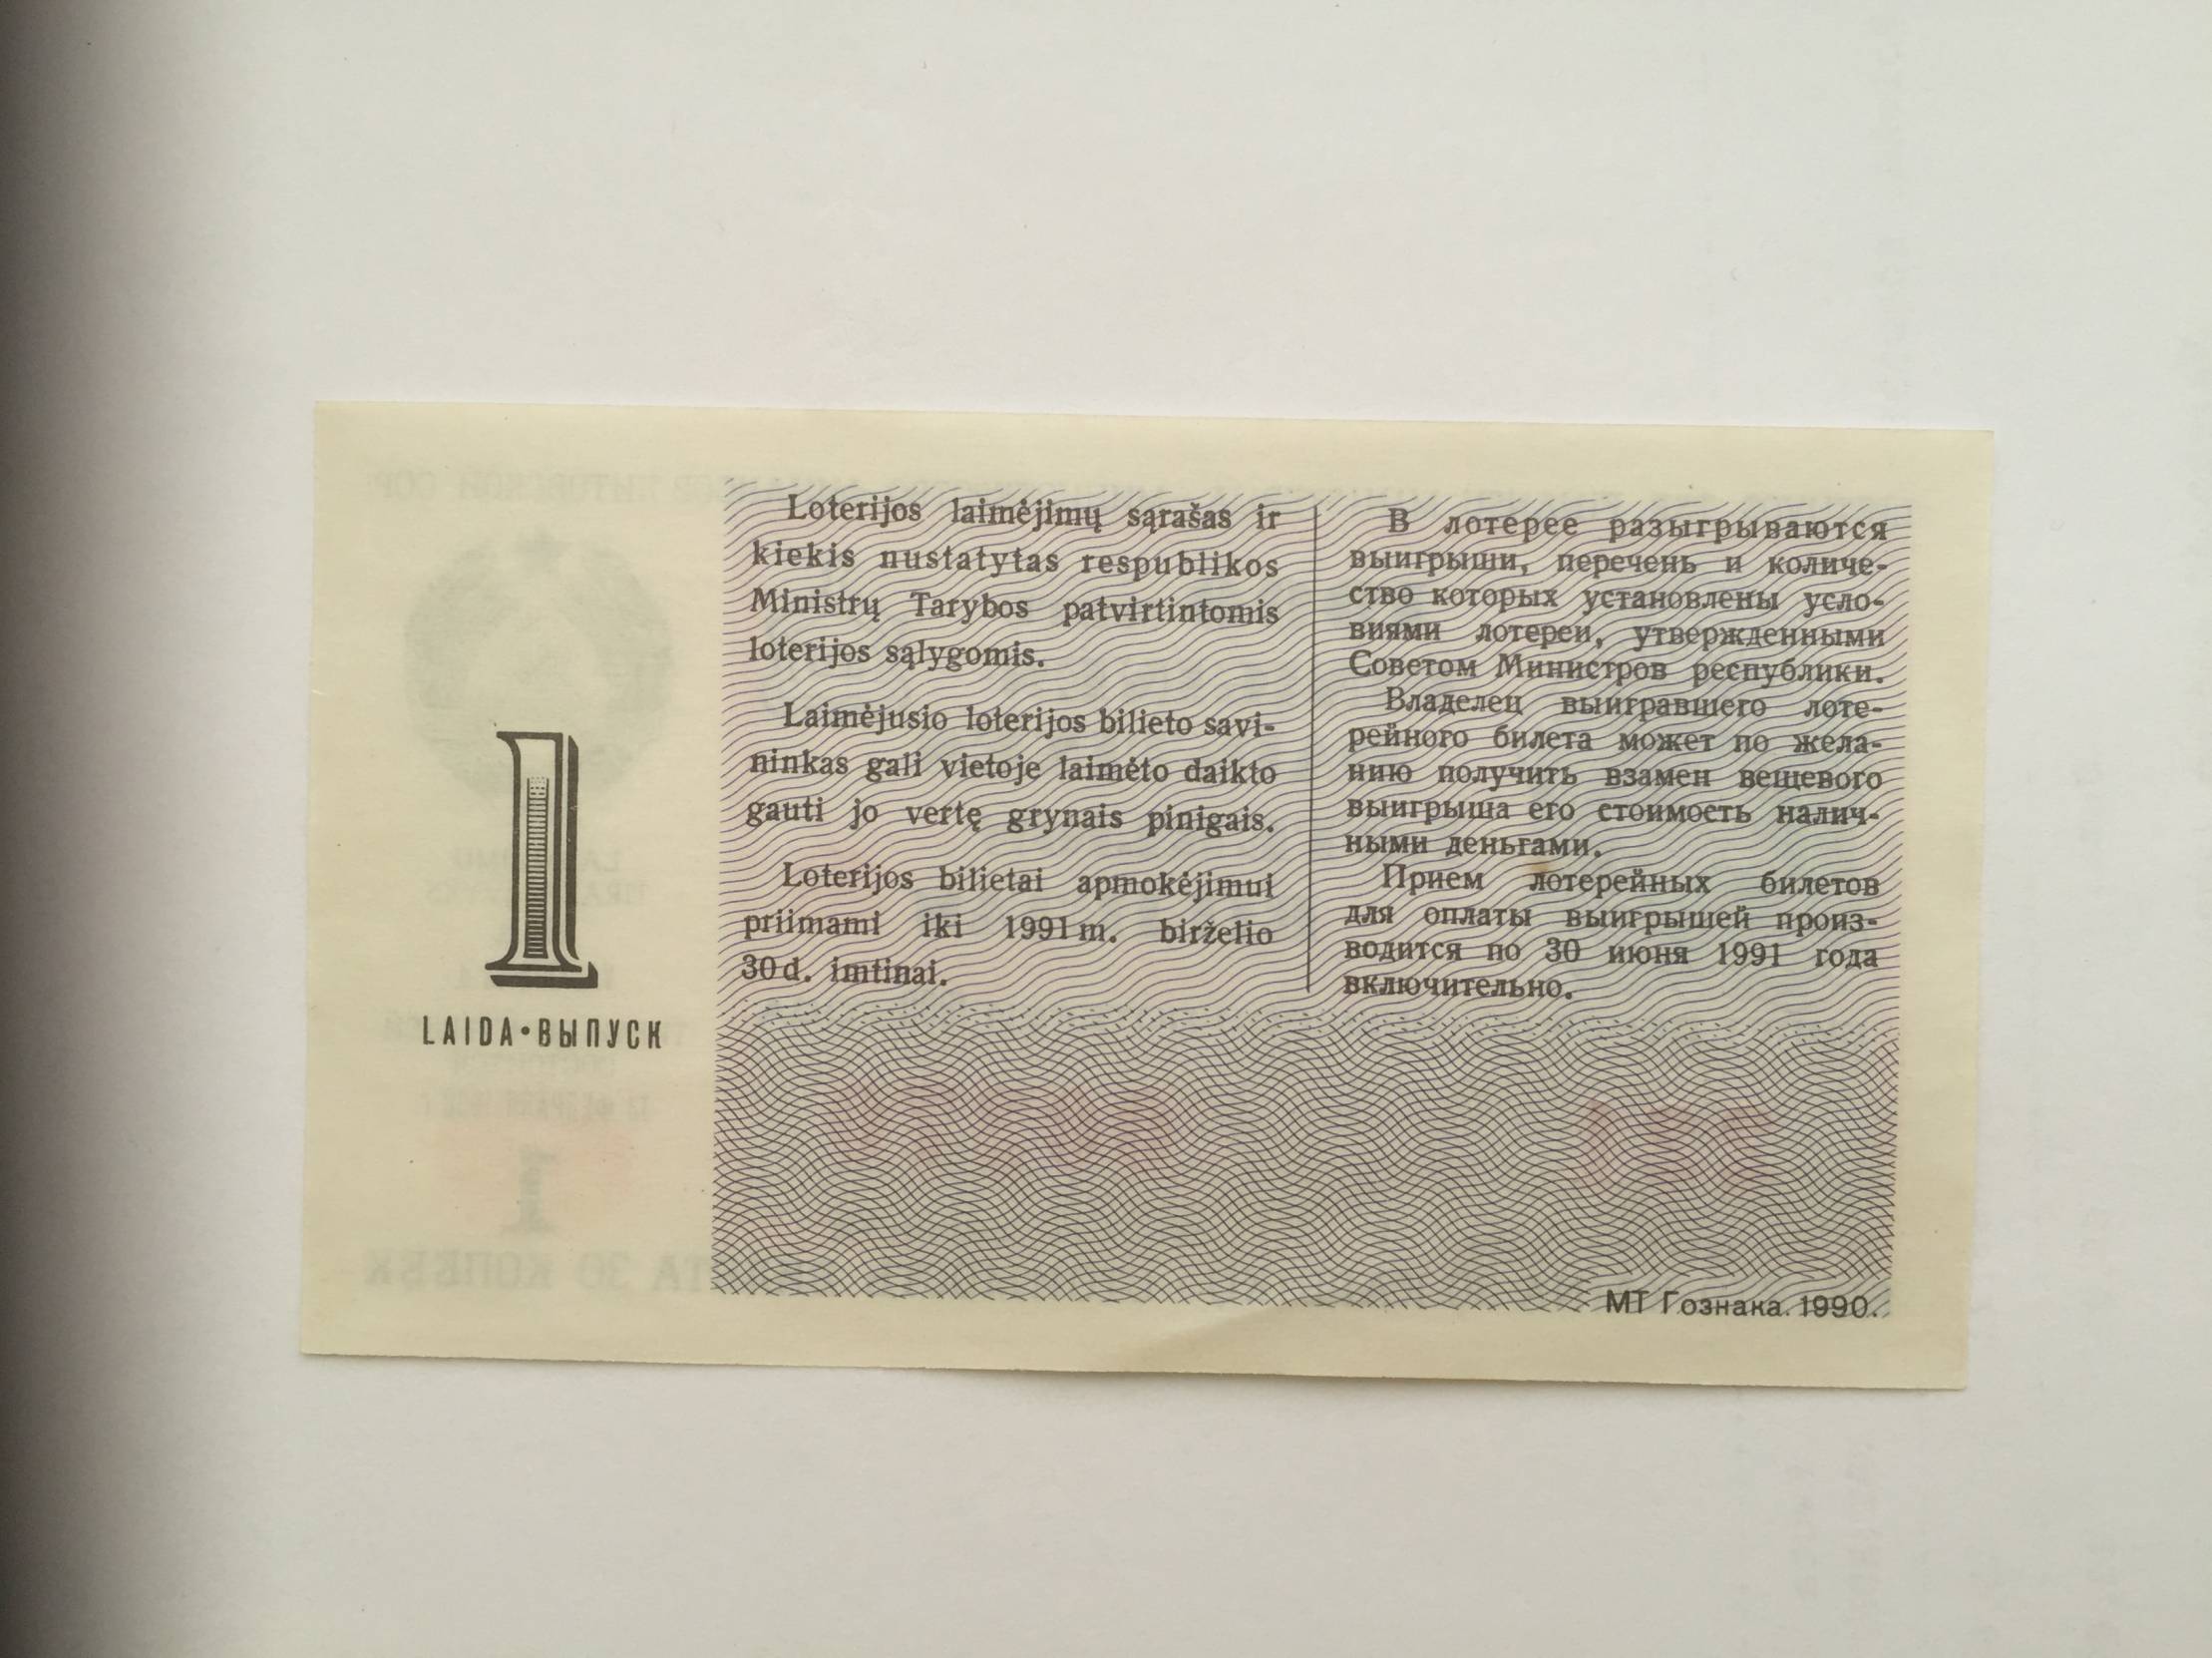 Loterijos laimėjimų sąrašas ir
kiekis nustatytas respublikos
Ministrų Tarybos patvirtintomis
loterijos sąlygomis.
Laimėjusio loterijos bilieto savi-
ninkas gali vietoje laimėto daikto
gauti jo vertę grynais pinigais.
Loterijos bilietai apmokėjimui
priimami iki 1991 m. birželio
30 d. imtinai.
В лотерее разыгрываются
выигрыши, перечень и количе-
ство которых установлены усло-
виями лотереи, утвержденными
Советом Министров республики.
Владелец выигравшего лоте-
рейного билета может по жела-
нию получить взамен вещевого
выигрыша его стоимость налич-
ными деньгами.
Прием лотерейных билетов
для оплаты выигрышей произ-
водится по 30 июня 1991 года
включительно.
1
LAIDA•ВЫПУСК
МТ Гознака. 1990.